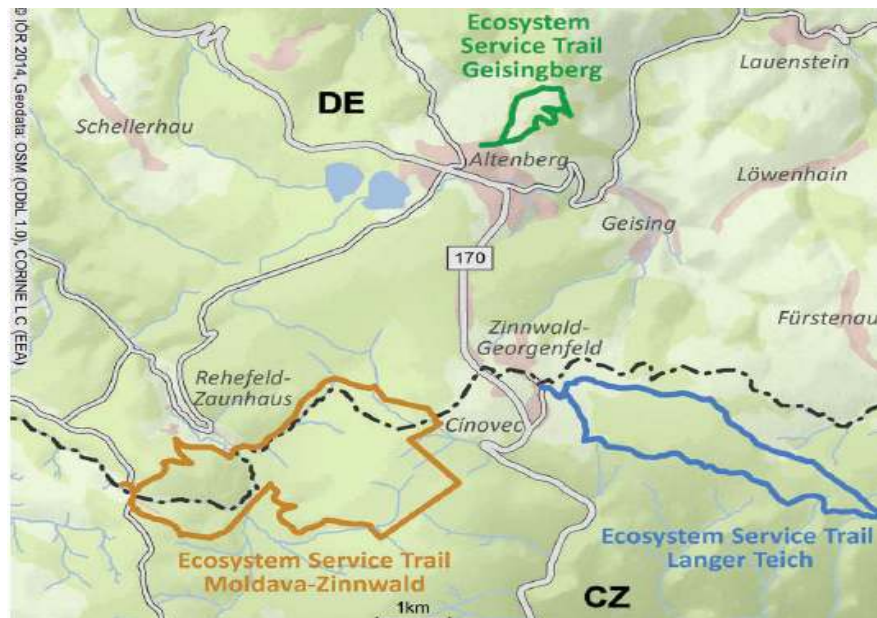 © IÖR 2014, Geodata: OSM (ODbL 1.0), CORINE LC (EEA)
Ecosystem
Service Trail
Geisingberg
Lauenstein
DE
Schellerhau
Altenberg
Löwenhain
Geising
170
Zinnwald-
Georgenfeld
Fürstenau
Rehefeld-
Zaunhaus
Cínovec
Ecosystem Service Trail
Langer Teich
Ecosystem Service Trail
Moldava-Zinnwald
CZ
1km